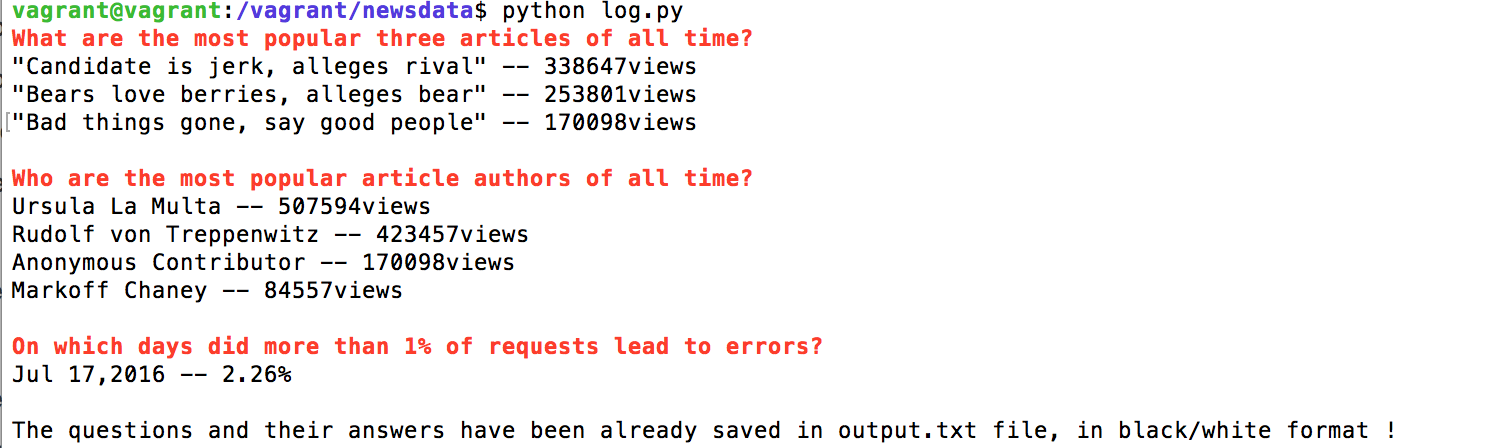 vagrant@vagrant:/vagrant/newsdata$ python log.py
What are the most popular three articles of all time?
"Candidate is jerk, alleges rival" -- 338647views
"Bears love berries, alleges bear" -- 253801views
["Bad things gone, say good people" -- 170098views
Who are the most popular article authors of all time?
Ursula La Multa -- 507594views
Rudolf von Treppenwitz -- 423457views
Anonymous Contributor -- 170098views
Markoff Chaney -- 84557views
On which days did more than 1% of requests lead to errors?
Jul 17,2016 -- 2.26%
The questions and their answers have been already saved in output.txt file, in black/white format !